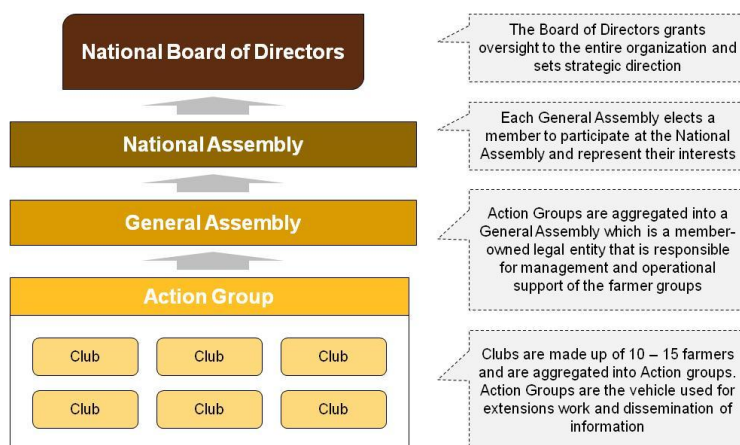 National Board of Directors
The Board of Directors grants
oversight to the entire organization and
sets strategic direction
National Assembly
Each General Assembly elects a
member to participate at the National
Assembly and represent their interests
General Assembly
Action Groups are aggregated into a
General Assembly which is a member-
owned legal entity that is responsible
for management and operational
support of the farmer groups
Action Group
Club Club Club
Club Club Club
Clubs are made up of 10 – 15 farmers
and are aggregated into Action groups.
Action Groups are the vehicle used for
extensions work and dissemination of
information